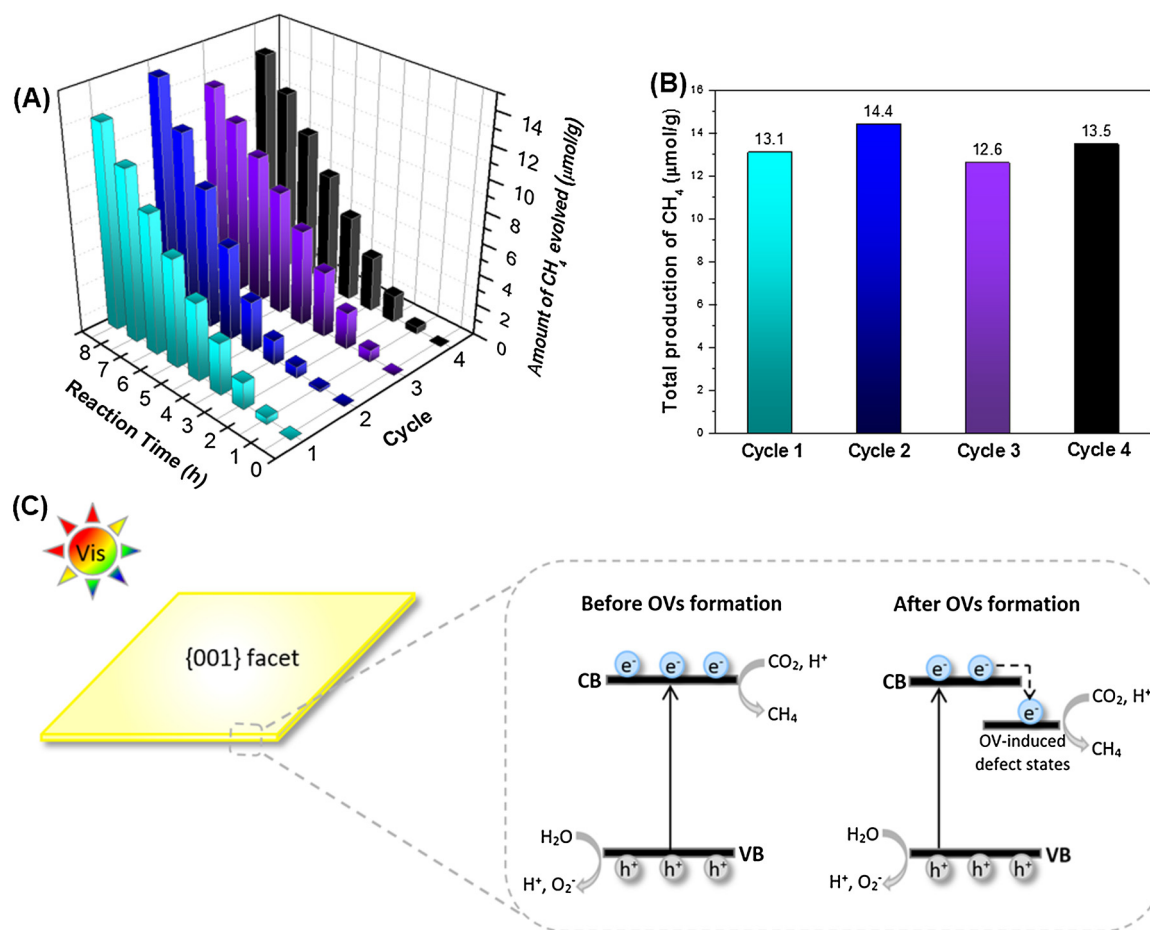 (A)
14
12
10
8
6
4
2
0
Amount of CH₄ evolved (μmol/g)
8
7
6
5
4
3
2
1
0
Reaction Time (h)
1
2
3
4
Cycle
(B)
16
14
12
10
8
6
4
2
0
Total production of CH₄ (μmol/g)
13.1
14.4
12.6
13.5
Cycle 1
Cycle 2
Cycle 3
Cycle 4
(C)
Vis
{001} facet
Before OVs formation
e⁻ e⁻ e⁻
CB
CO₂, H⁺
CH₄
H₂O
H⁺, O₂⁻
VB
h⁺ h⁺ h⁺
After OVs formation
e⁻ e⁻
CB
e⁻
CO₂, H⁺
CH₄
OV-induced
defect states
H₂O
H⁺, O₂⁻
VB
h⁺ h⁺ h⁺